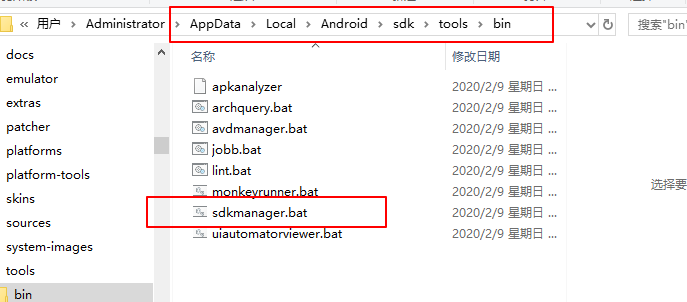 « 用户 > Administrator > AppData > Local > Android > sdk > tools > bin
搜索"bin"
docs
emulator
extras
patcher
platforms
platform-tools
skins
sources
system-images
tools
bin
名称
修改日期
apkanalyzer
2020/2/9 星期日 ...
archquery.bat
2020/2/9 星期日 ...
avdmanager.bat
2020/2/9 星期日 ...
jobb.bat
2020/2/9 星期日 ...
lint.bat
2020/2/9 星期日 ...
monkeyrunner.bat
2020/2/9 星期日 ...
sdkmanager.bat
2020/2/9 星期日 ...
uiautomatorviewer.bat
2020/2/9 星期日 ...
选择要